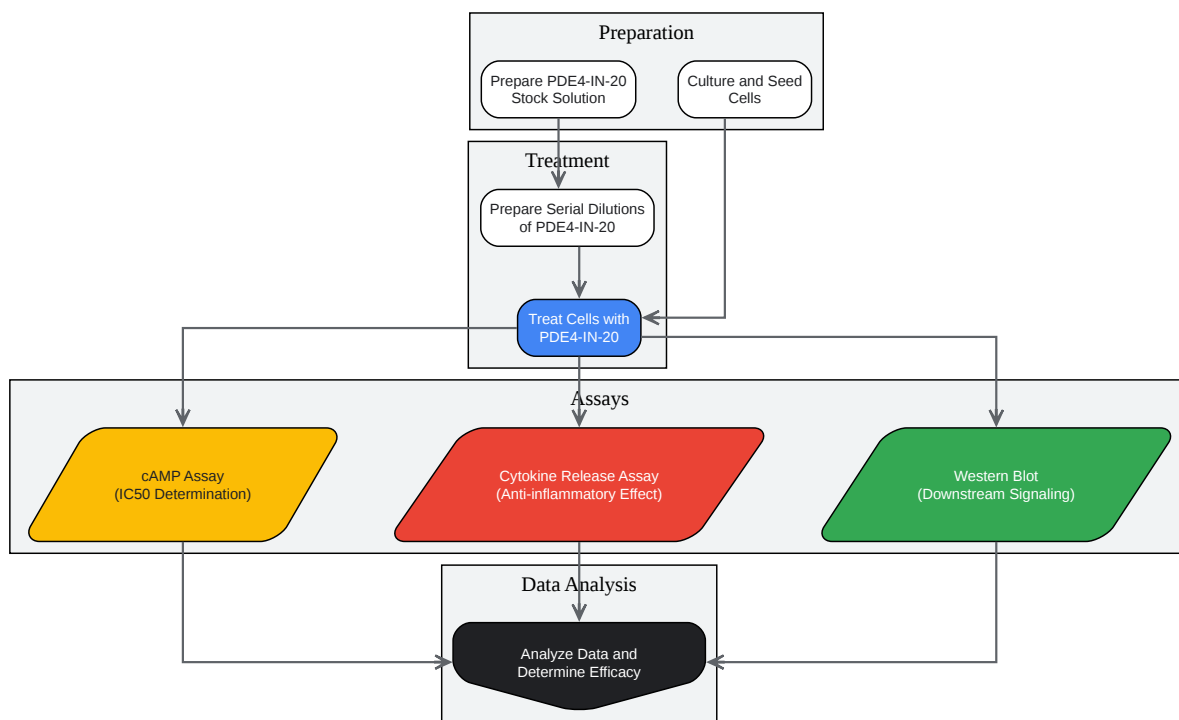 Preparation
Prepare PDE4-IN-20
Stock Solution
Culture and Seed
Cells
Treatment
Prepare Serial Dilutions
of PDE4-IN-20
Treat Cells with
PDE4-IN-20
Assays
cAMP Assay
(IC50 Determination)
Cytokine Release Assay
(Anti-inflammatory Effect)
Western Blot
(Downstream Signaling)
Data Analysis
Analyze Data and
Determine Efficacy